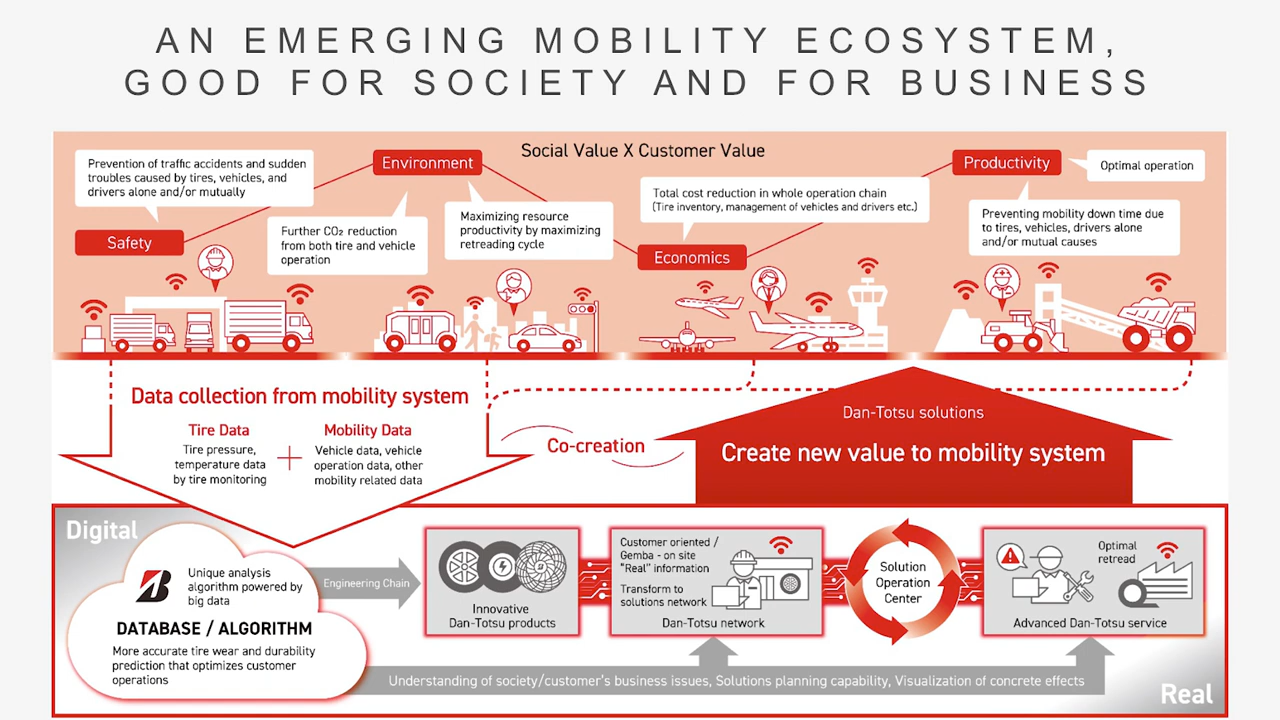 AN EMERGING MOBILITY ECOSYSTEM,
GOOD FOR SOCIETY AND FOR BUSINESS
Social Value X Customer Value
Prevention of traffic accidents and sudden
troubles caused by tires, vehicles, and
drivers alone and/or mutually
Safety
Environment
Further CO₂ reduction
from both tire and vehicle
operation
Maximizing resource
productivity by maximizing
retreading cycle
Total cost reduction in whole operation chain
(Tire inventory, management of vehicles and drivers etc.)
Economics
Productivity
Optimal operation
Preventing mobility down time due
to tires, vehicles, drivers alone
and/or mutual causes
Data collection from mobility system
Tire Data
Tire pressure,
temperature data
by tire monitoring
Mobility Data
Vehicle data, vehicle
operation data, other
mobility related data
Co-creation
Dan-Totsu solutions
Create new value to mobility system
Digital
Unique analysis
algorithm powered by
big data
DATABASE / ALGORITHM
More accurate tire wear and durability
prediction that optimizes customer
operations
Engineering Chain
Innovative
Dan-Totsu products
Customer oriented /
Gemba - on site
"Real" information
Transform to
solutions network
Dan-Totsu network
Solution
Operation
Center
Optimal
retread
Advanced Dan-Totsu service
Understanding of society/customer's business issues, Solutions planning capability, Visualization of concrete effects
Real